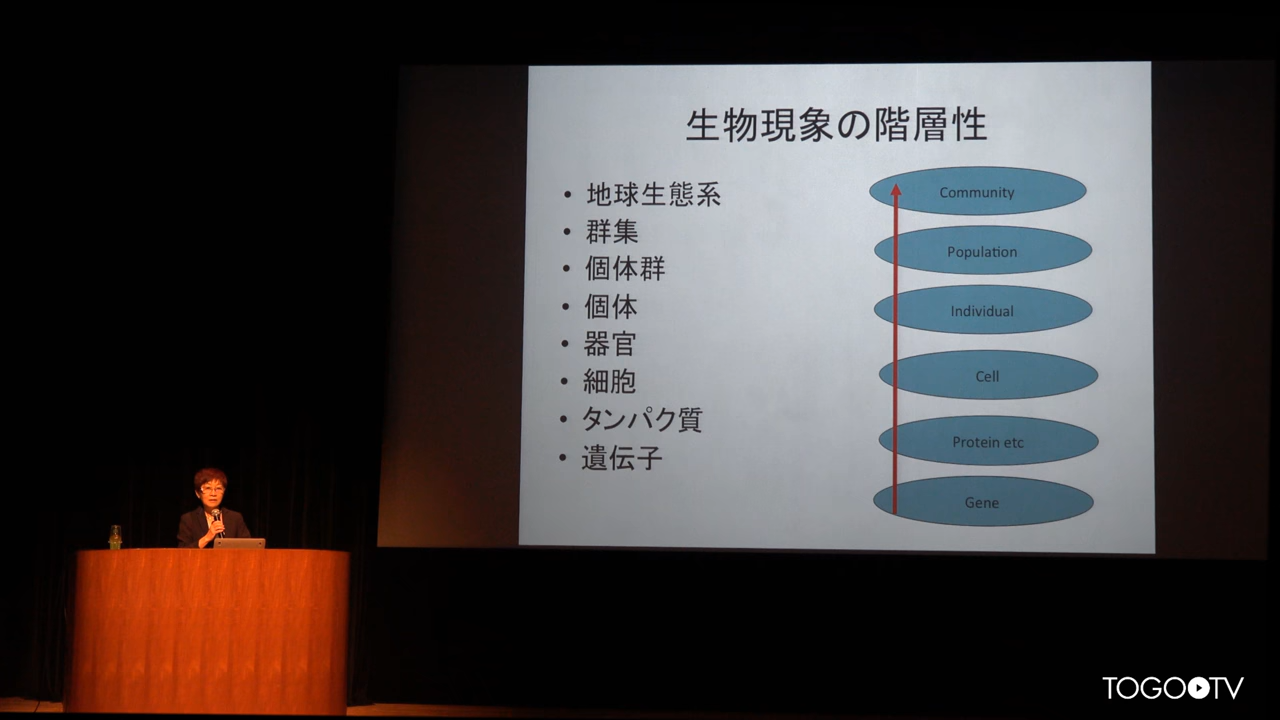 生物現象の階層性
• 地球生態系
• 群集
• 個体群
• 個体
• 器官
• 細胞
• タンパク質
• 遺伝子
Community
Population
Individual
Cell
Protein etc
Gene
TOGO TV